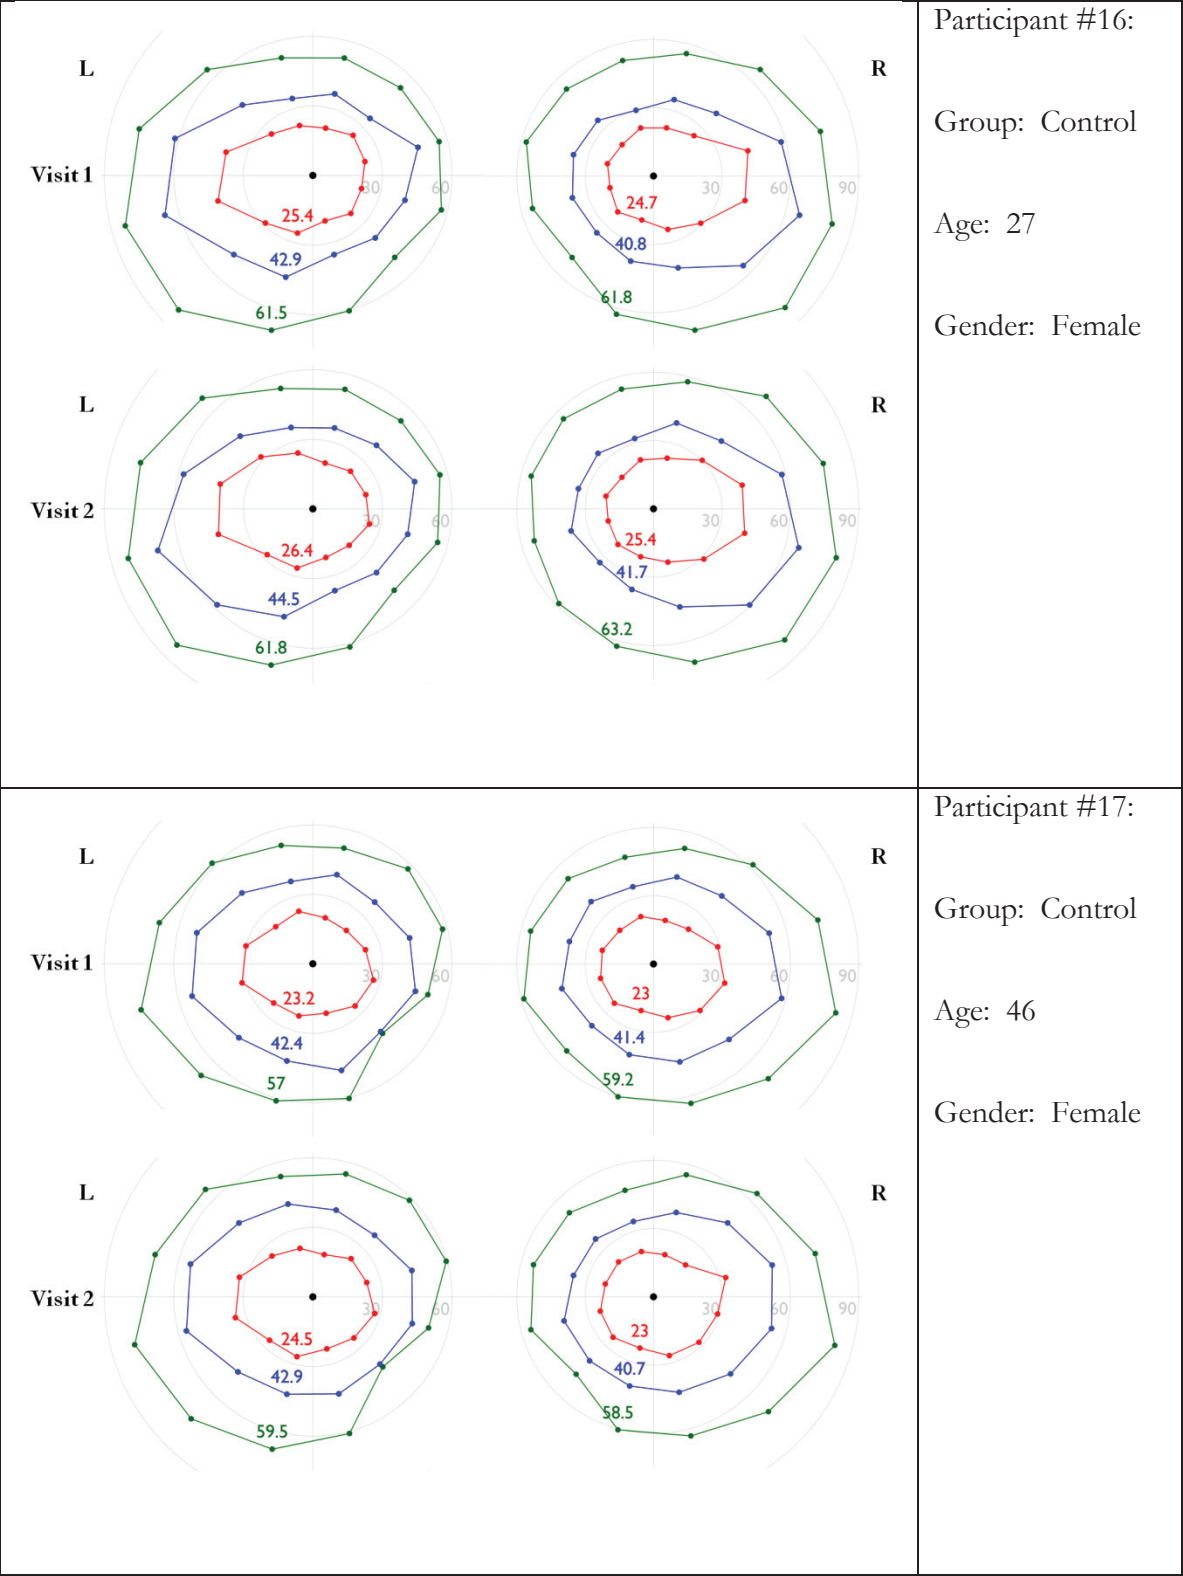 Participant #16:
L
R
Group: Control
Visit 1
30
60
30
60
90
25.4
24.7
Age: 27
42.9
40.8
61.5
61.8
Gender: Female
L
R
Visit 2
30
60
30
60
90
26.4
25.4
44.5
41.7
61.8
63.2
Participant #17:
L
R
Group: Control
Visit 1
30
60
30
60
90
23.2
23
Age: 46
42.4
41.4
57
59.2
Gender: Female
L
R
Visit 2
30
60
30
60
90
24.5
23
42.9
40.7
59.5
58.5